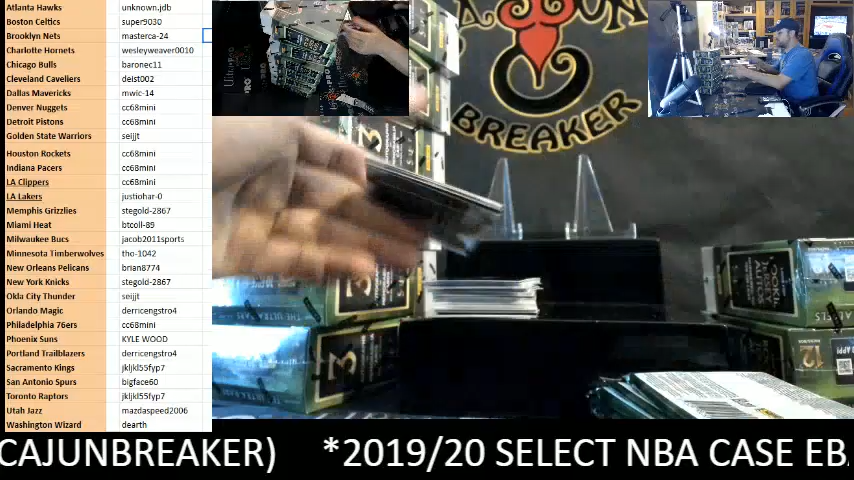 Atlanta Hawks unknown.jdb
Boston Celtics super9030
Brooklyn Nets masterca-24
Charlotte Hornets wesleyweaver0010
Chicago Bulls baronec11
Cleveland Cavaliers deist002
Dallas Mavericks mwic-14
Denver Nuggets cc68mini
Detroit Pistons cc68mini
Golden State Warriors seijjt
Houston Rockets cc68mini
Indiana Pacers cc68mini
LA Clippers cc68mini
LA Lakers justiohar-0
Memphis Grizzlies stegold-2867
Miami Heat btcoll-89
Milwaukee Bucs jacob2011sports
Minnesota Timberwolves tho-1042
New Orleans Pelicans brian8774
New York Knicks stegold-2867
Okla City Thunder seijjt
Orlando Magic derricengstro4
Philadelphia 76ers cc68mini
Phoenix Suns KYLE WOOD
Portland Trailblazers derricengstro4
Sacramento Kings jkljkl55fyp7
San Antonio Spurs bigface60
Toronto Raptors jkljkl55fyp7
Utah Jazz mazdaspeed2006
Washington Wizard dearth
BREAKER
3
3
12
CAJUNBREAKER) *2019/20 SELECT NBA CASE EB